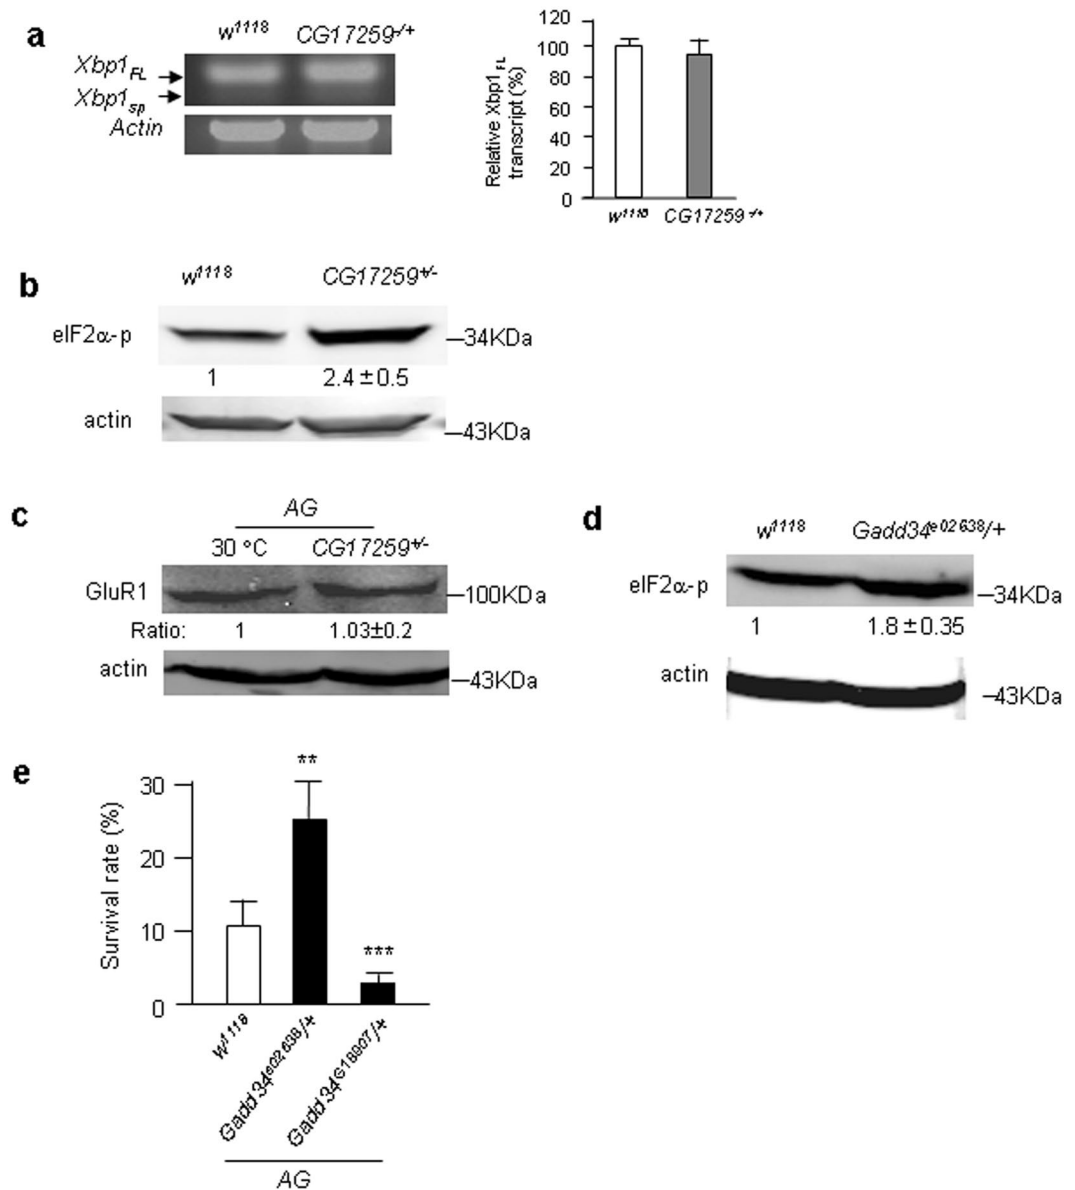 a
w1118 CG17259-/+
Xbp1FL
Xbp1sp
Actin
Relative Xbp1FL
transcript (%)
120
100
80
60
40
20
0
w1118 CG17259-/+
b
w1118 CG17259+/-
eIF2α-p
—34KDa
1 2.4 ± 0.5
actin
—43KDa
c
AG
30 °C CG17259+/-
GluR1
—100KDa
Ratio: 1 1.03±0.2
actin
—43KDa
d
w1118 Gadd34e02638/+
eIF2α-p
—34KDa
1 1.8 ± 0.35
actin
—43KDa
e
Survival rate (%)
30
20
10
0
**
***
w1118
Gadd34e02638/+
Gadd34G18907/+
AG